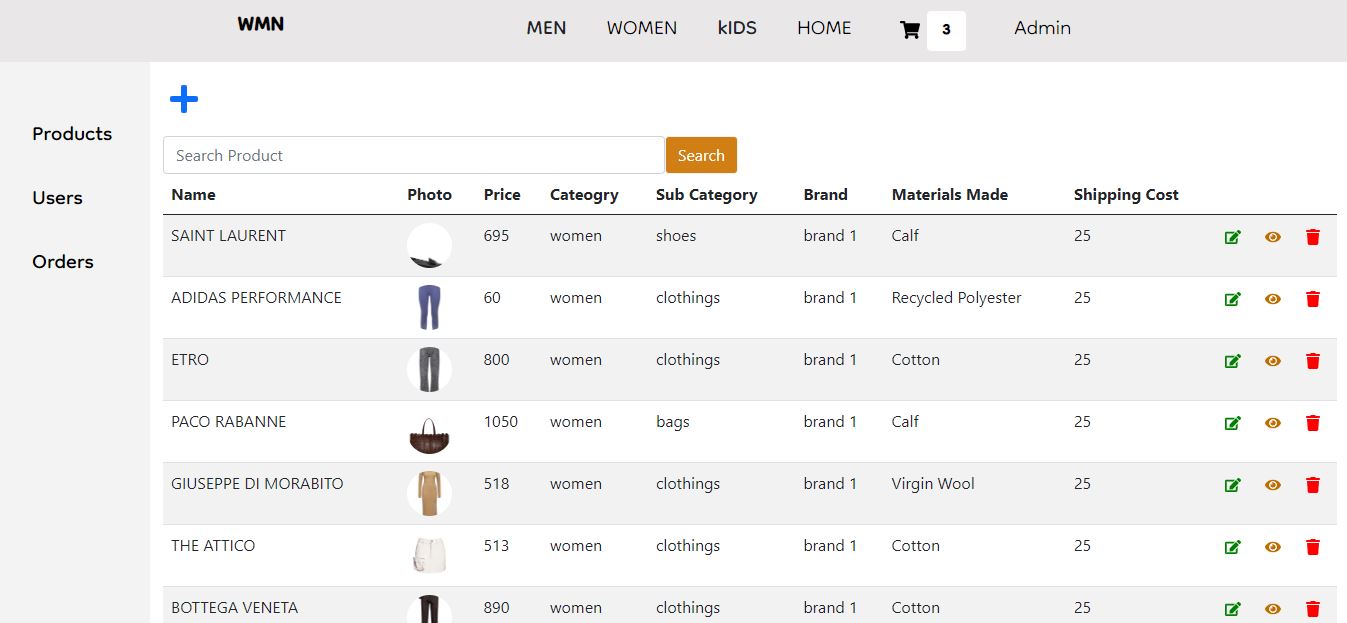 WMN MEN WOMEN kIDS HOME 3 Admin
Products
Users
Orders
Search Product Search
Name Photo Price Cateogry Sub Category Brand Materials Made Shipping Cost
SAINT LAURENT 695 women shoes brand 1 Calf 25
ADIDAS PERFORMANCE 60 women clothings brand 1 Recycled Polyester 25
ETRO 800 women clothings brand 1 Cotton 25
PACO RABANNE 1050 women bags brand 1 Calf 25
GIUSEPPE DI MORABITO 518 women clothings brand 1 Virgin Wool 25
THE ATTICO 513 women clothings brand 1 Cotton 25
BOTTEGA VENETA 890 women clothings brand 1 Cotton 25